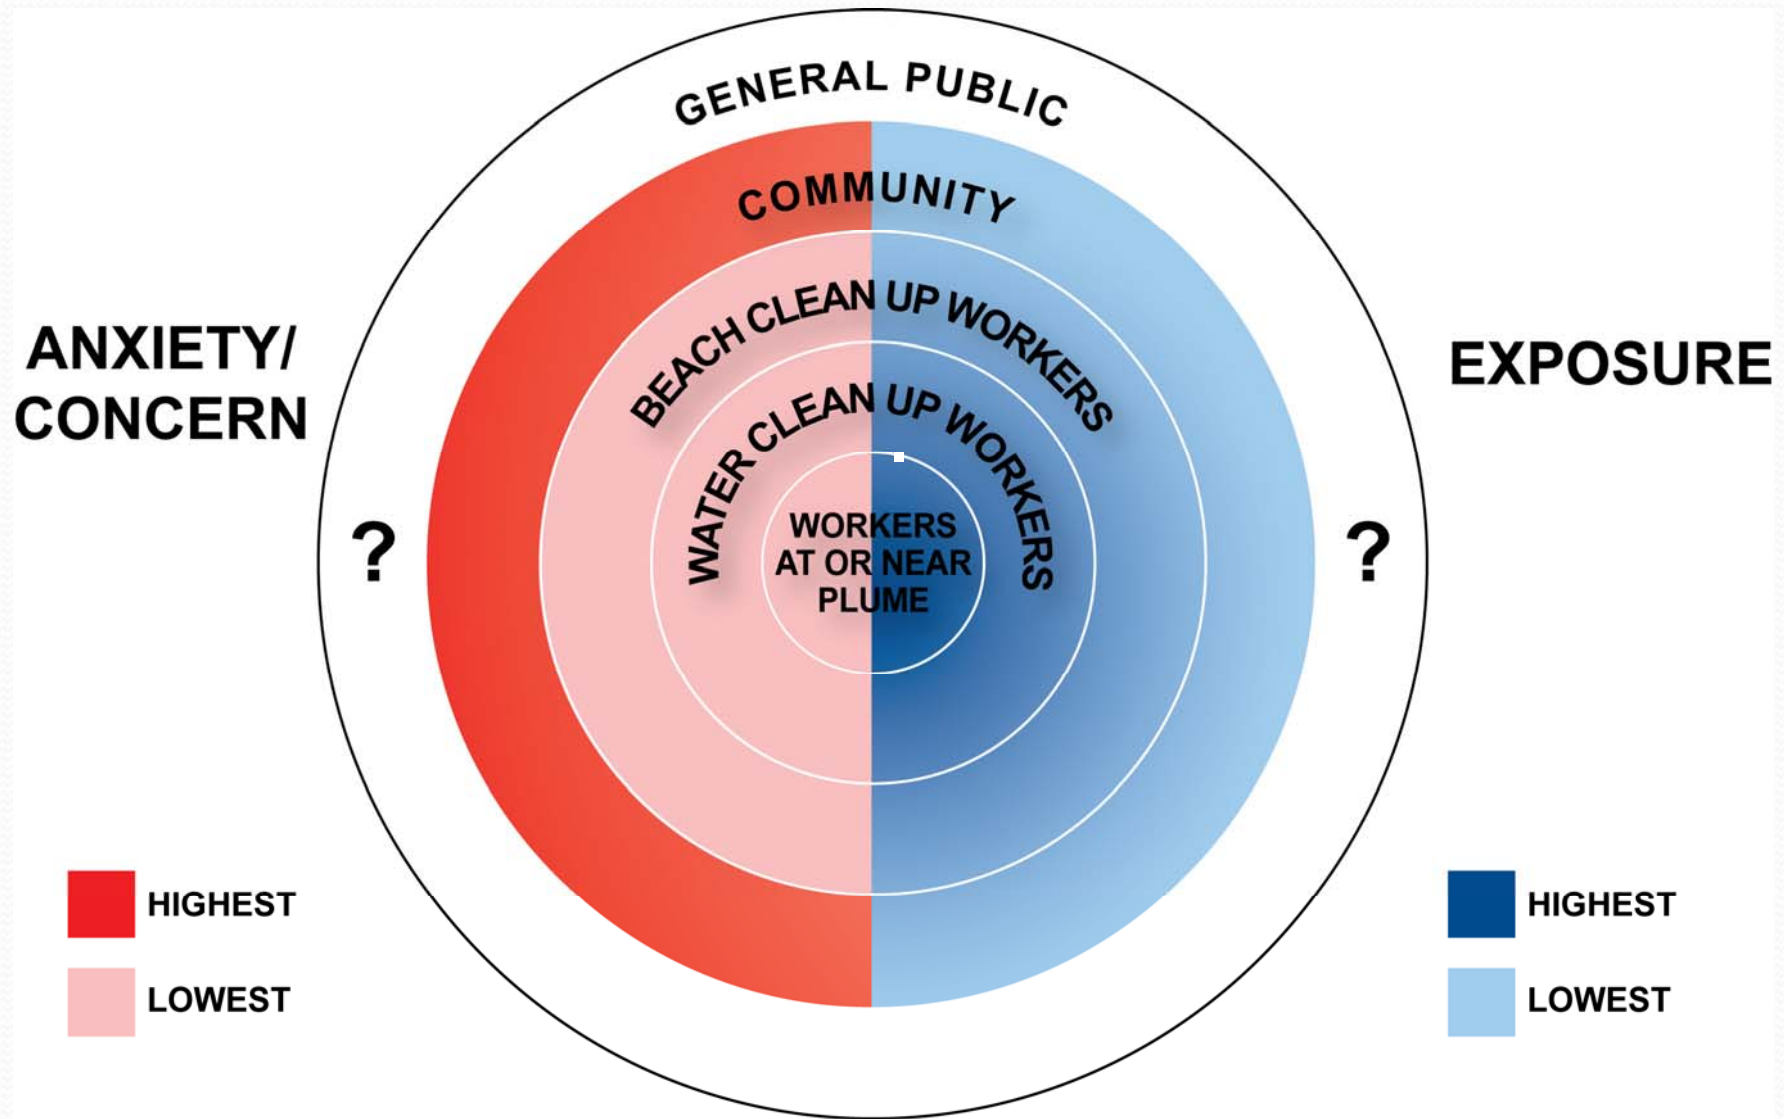 GENERAL PUBLIC
COMMUNITY
BEACH CLEAN UP WORKERS
WATER CLEAN UP WORKERS
WORKERS
AT OR NEAR
PLUME
ANXIETY/
CONCERN
?
HIGHEST
LOWEST
EXPOSURE
?
HIGHEST
LOWEST